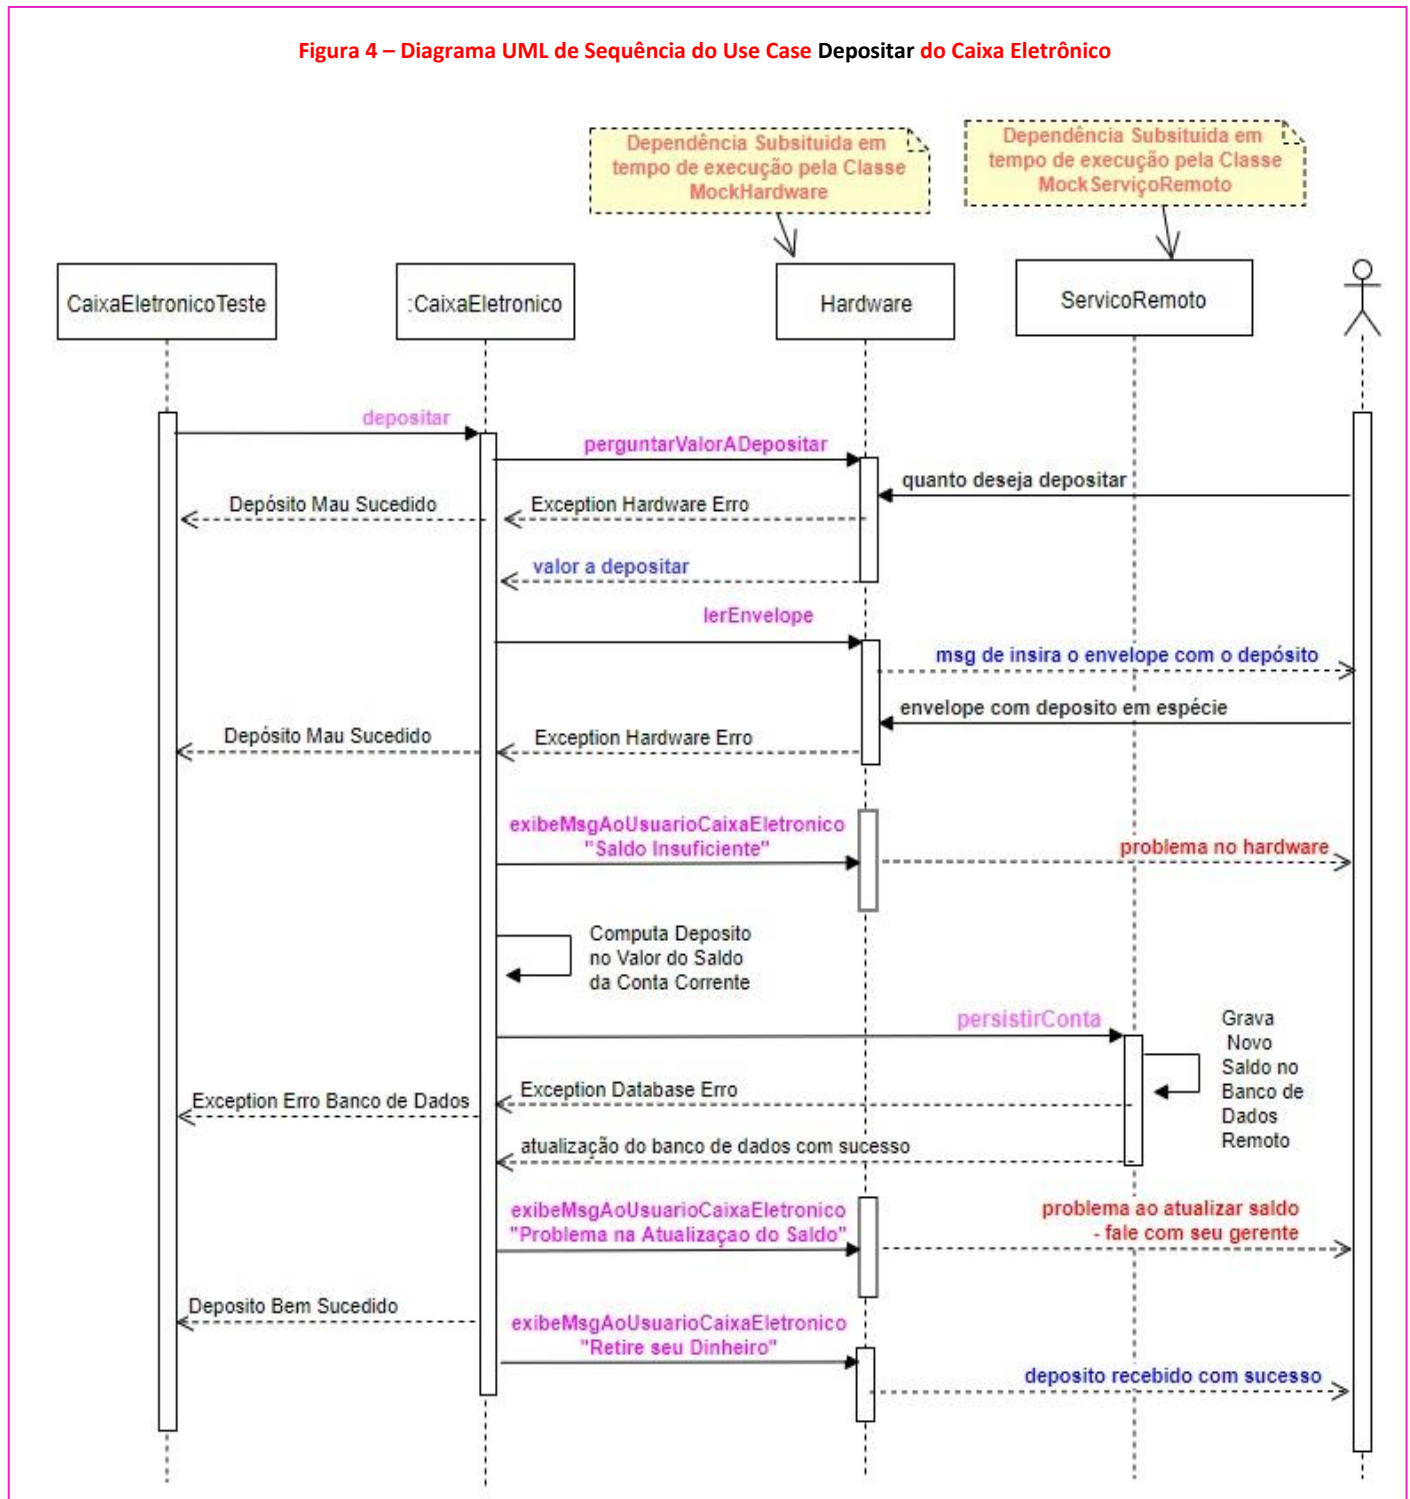 Figura 4 – Diagrama UML de Sequência do Use Case Depositar do Caixa Eletrônico
Dependência Subsituida em
tempo de execução pela Classe
MockHardware
Dependência Subsituida em
tempo de execução pela Classe
MockServiçoRemoto
CaixaEletronicoTeste
:CaixaEletronico
Hardware
ServicoRemoto
depositar
perguntarValorADepositar
quanto deseja depositar
Depósito Mau Sucedido
Exception Hardware Erro
valor a depositar
lerEnvelope
msg de insira o envelope com o depósito
envelope com deposito em espécie
Depósito Mau Sucedido
Exception Hardware Erro
exibeMsgAoUsuarioCaixaEletronico
"Saldo Insuficiente"
problema no hardware
Computa Deposito
no Valor do Saldo
da Conta Corrente
persistirConta
Grava
Novo
Saldo no
Banco de
Dados
Remoto
Exception Database Erro
Exception Erro Banco de Dados
atualização do banco de dados com sucesso
exibeMsgAoUsuarioCaixaEletronico
"Problema na Atualizaçao do Saldo"
problema ao atualizar saldo
- fale com seu gerente
Deposito Bem Sucedido
exibeMsgAoUsuarioCaixaEletronico
"Retire seu Dinheiro"
deposito recebido com sucesso